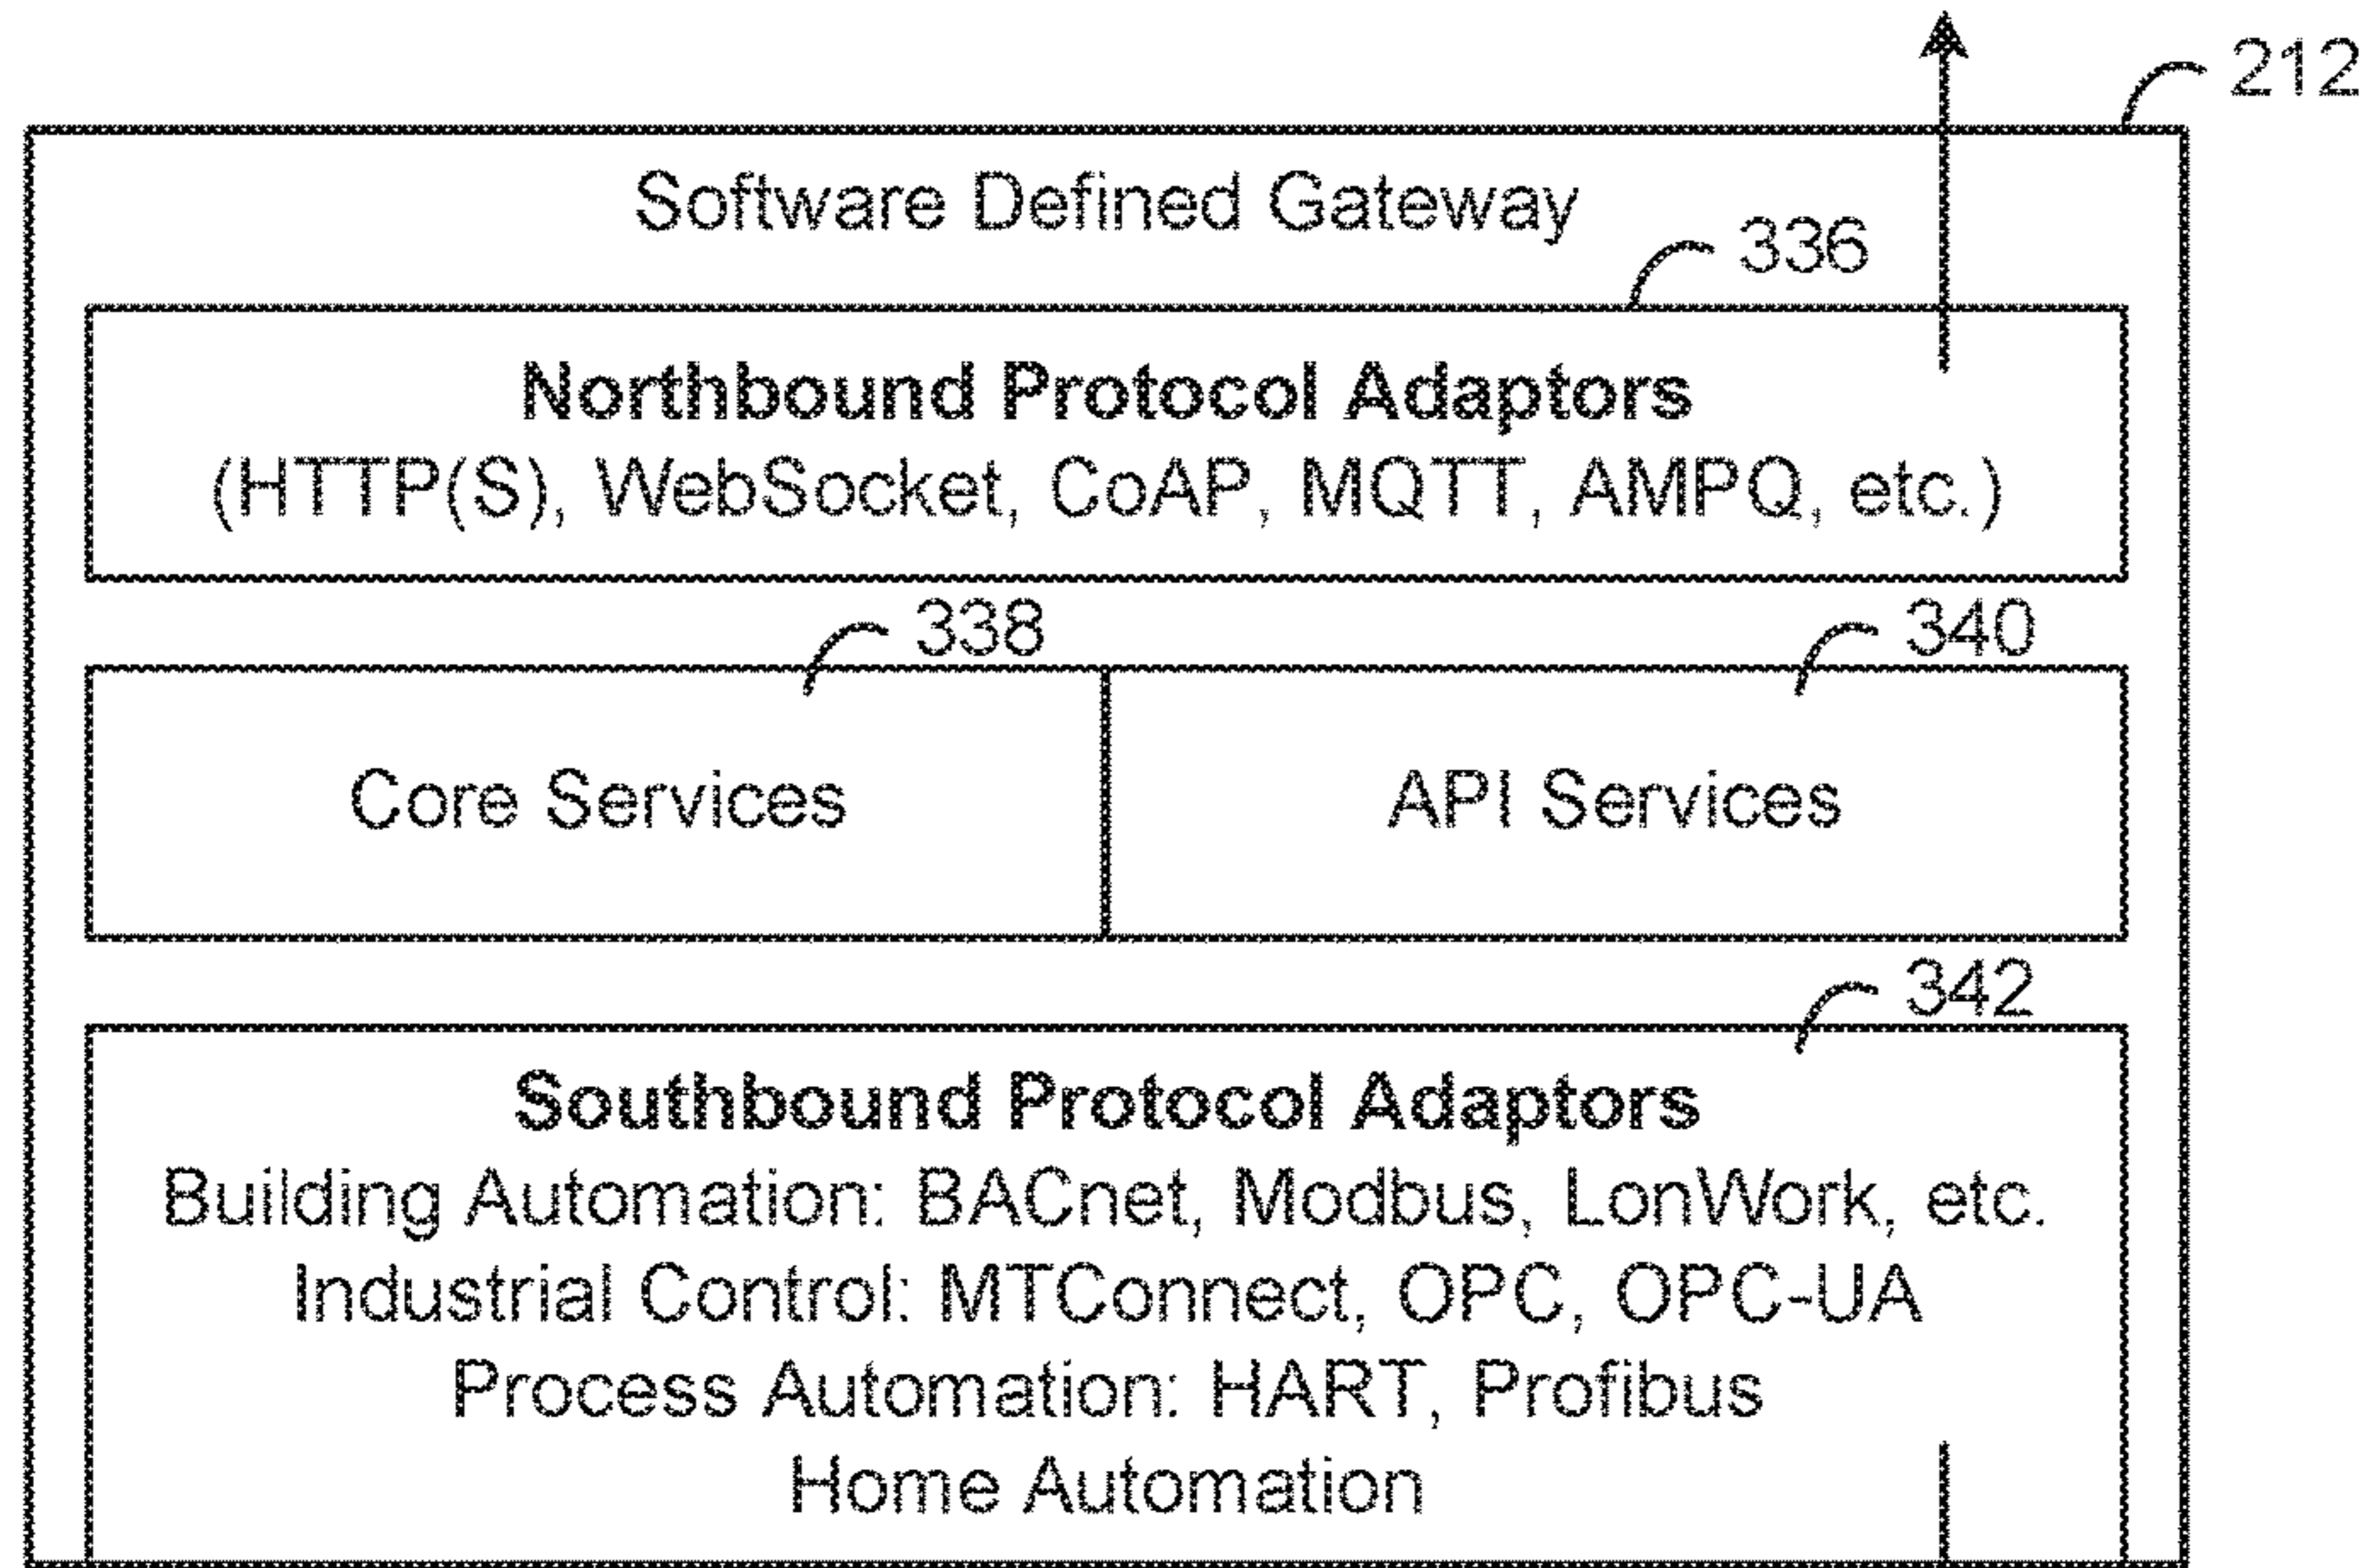 212
Software Defined Gateway
336
Northbound Protocol Adaptors
(HTTP(S), WebSocket, CoAP, MQTT, AMPQ, etc.)
338
340
Core Services
API Services
342
Southbound Protocol Adaptors
Building Automation: BACnet, Modbus, LonWork, etc.
Industrial Control: MTConnect, OPC, OPC-UA
Process Automation: HART, Profibus
Home Automation